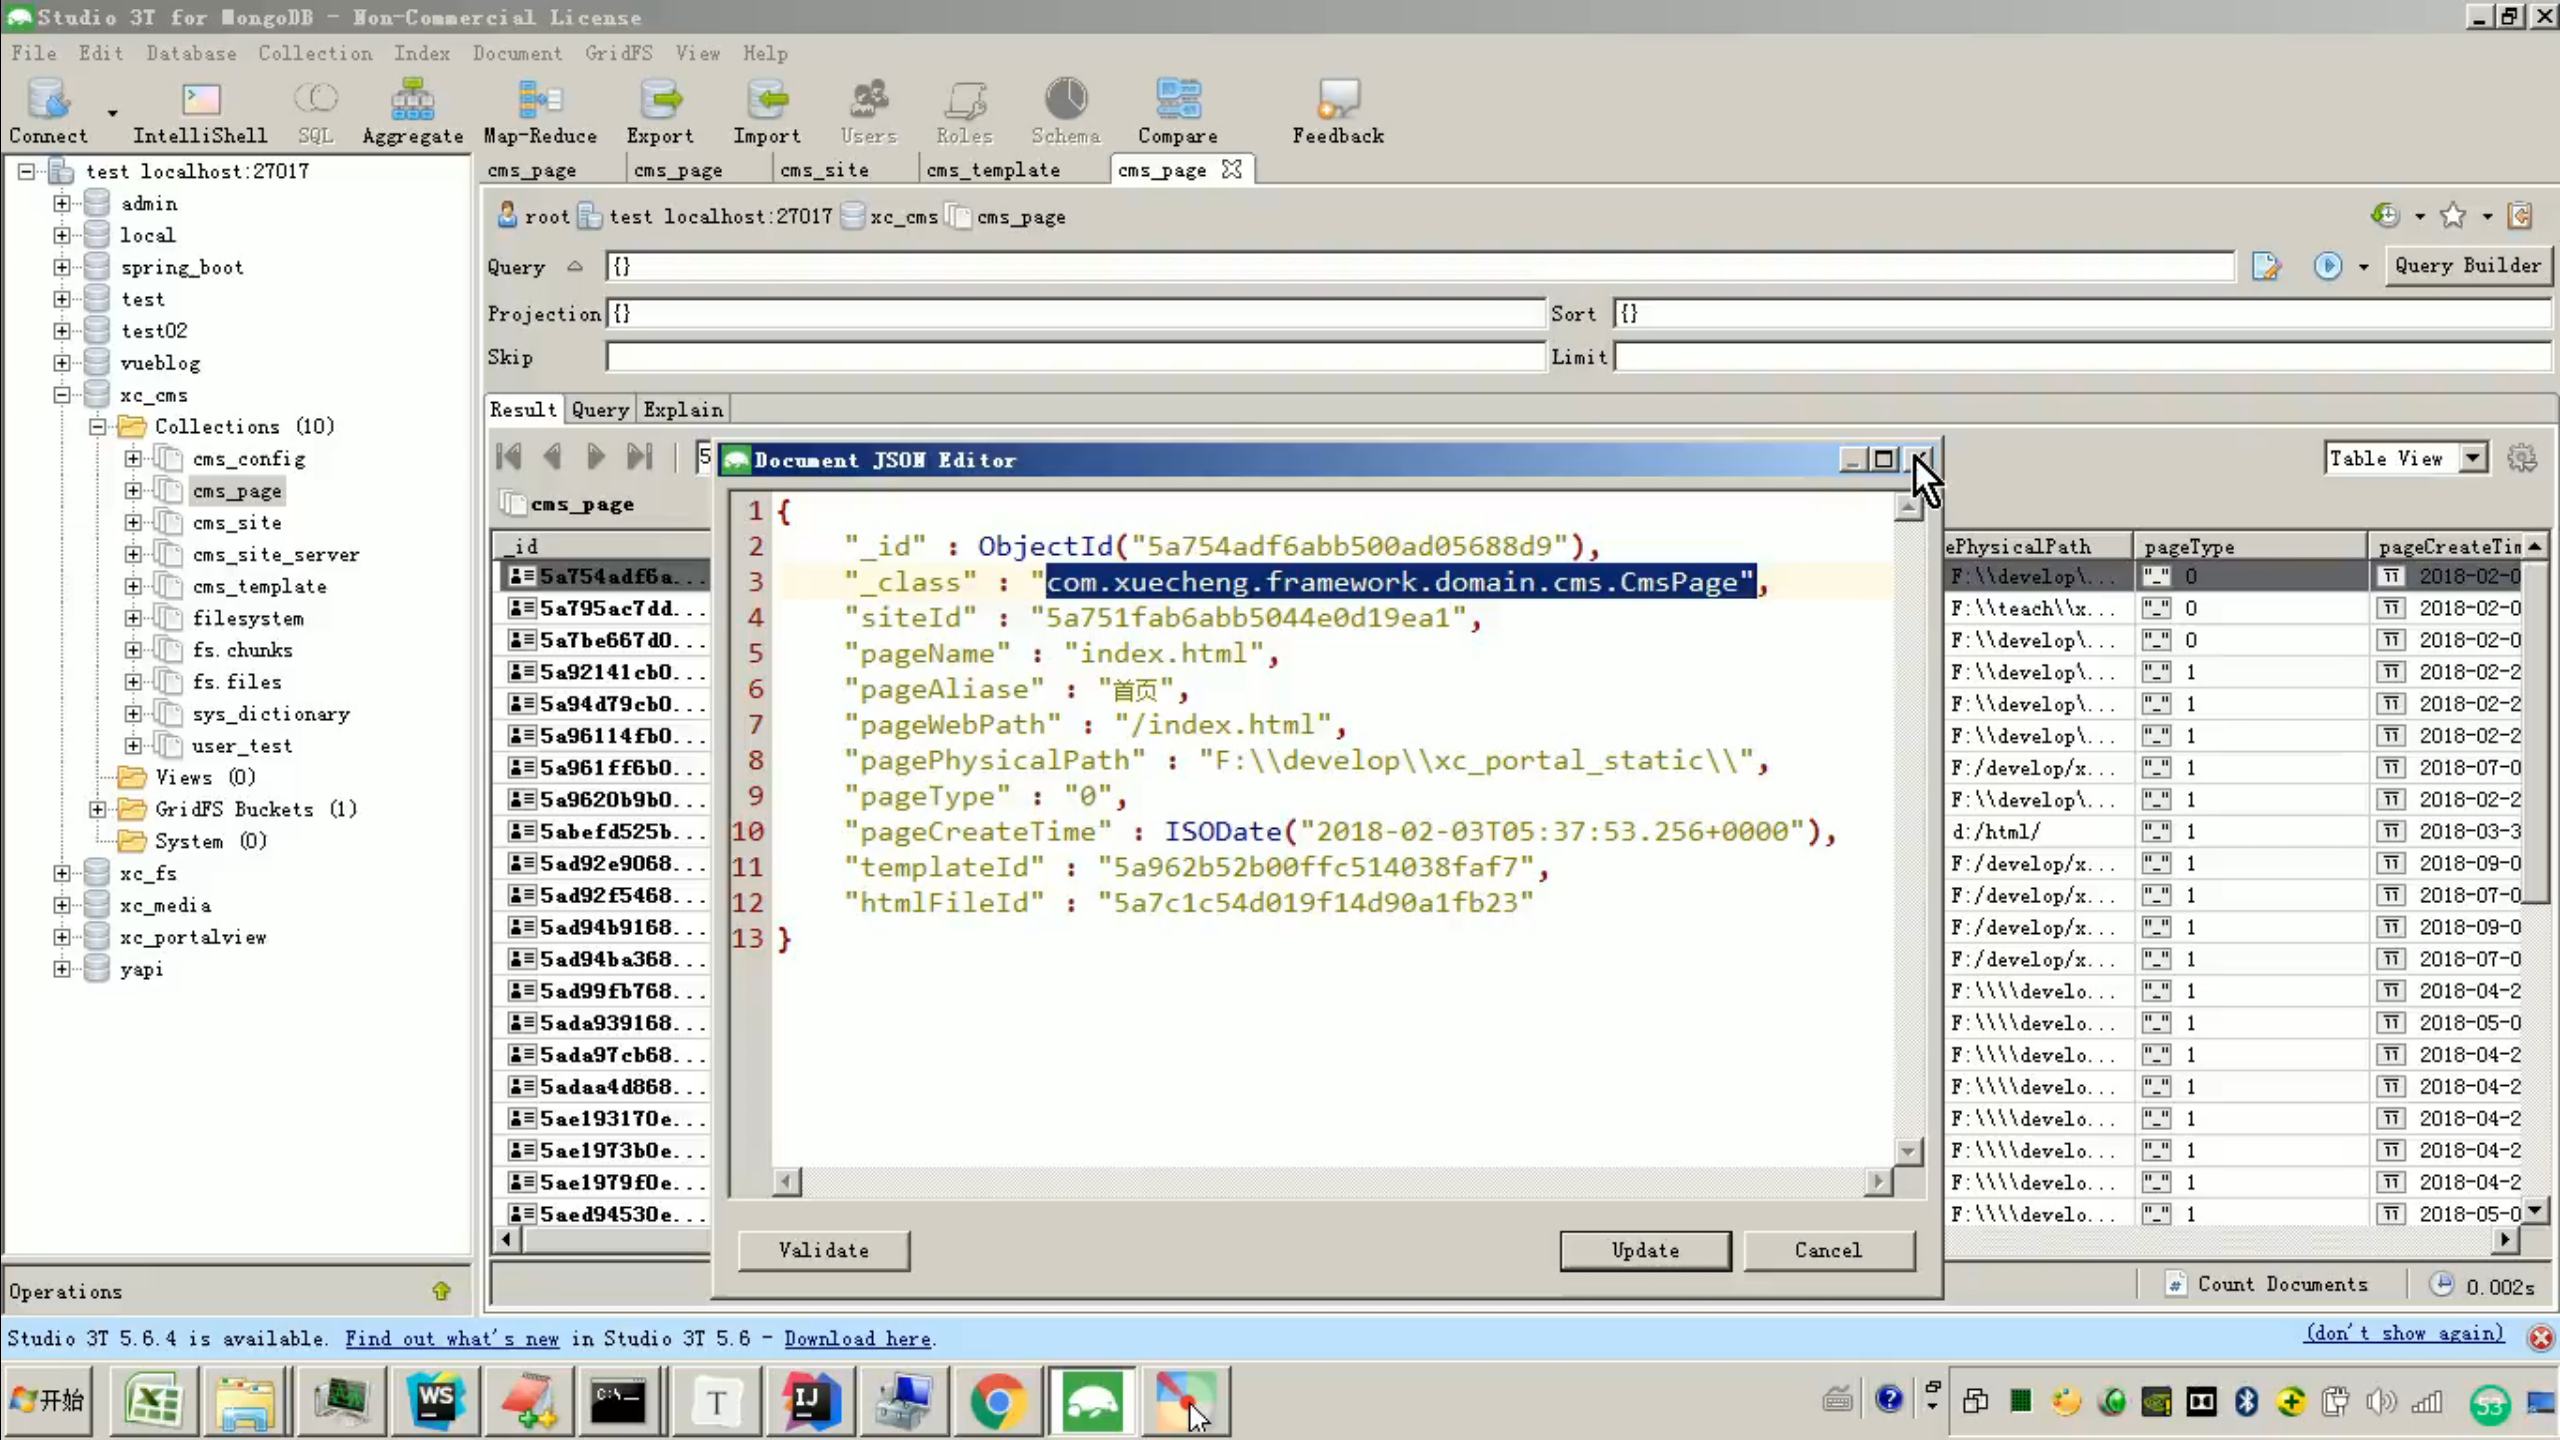 Studio 3T for MongoDB - Non-Commercial License
File Edit Database Collection Index Document GridFS View Help
Connect IntelliShell SQL Aggregate Map-Reduce Export Import Users Roles Schema Compare Feedback
test localhost:27017
admin
local
spring_boot
test
test02
vueblog
xc_cms
Collections (10)
cms_config
cms_page
cms_site
cms_site_server
cms_template
filesystem
fs.chunks
fs.files
sys_dictionary
user_test
Views (0)
GridFS Buckets (1)
System (0)
xc_fs
xc_media
xc_portalview
yapi
Operations
cms_page cms_page cms_site cms_template cms_page
root test localhost:27017 xc_cms cms_page
Query {} Query Builder
Projection {} Sort {}
Skip Limit
Result Query Explain
5 Table View
cms_page
_id
5a754adf6a...
5a795ac7dd...
5a7be667d0...
5a92141cb0...
5a94d79cb0...
5a96114fb0...
5a961ff6b0...
5a9620b9b0...
5abefd525b...
5ad92e9068...
5ad92f5468...
5ad94b9168...
5ad94ba368...
5ad99fb768...
5ada939168...
5ada97cb68...
5adaa4d868...
5ae193170e...
5ae1973b0e...
5ae1979f0e...
5aed94530e...
Document JSON Editor
1 {
2 "_id" : ObjectId("5a754adf6abb500ad05688d9"),
3 "_class" : "com.xuecheng.framework.domain.cms.CmsPage",
4 "siteId" : "5a751fab6abb5044e0d19ea1",
5 "pageName" : "index.html",
6 "pageAliase" : "首页",
7 "pageWebPath" : "/index.html",
8 "pagePhysicalPath" : "F:\\develop\\xc_portal_static\\",
9 "pageType" : "0",
10 "pageCreateTime" : ISODate("2018-02-03T05:37:53.256+0000"),
11 "templateId" : "5a962b52b00ffc514038faf7",
12 "htmlFileId" : "5a7c1c54d019f14d90a1fb23"
13 }
Validate Update Cancel
ePhysicalPath pageType pageCreateTim
F:\\develop\... "_" 0 2018-02-0
F:\\teach\\x... "_" 0 2018-02-0
F:\\develop\... "_" 0 2018-02-0
F:\\develop\... "_" 1 2018-02-2
F:\\develop\... "_" 1 2018-02-2
F:\\develop\... "_" 1 2018-02-2
F:/develop/x... "_" 1 2018-07-0
F:\\develop\... "_" 1 2018-02-2
d:/html/ "_" 1 2018-03-3
F:/develop/x... "_" 1 2018-09-0
F:/develop/x... "_" 1 2018-07-0
F:/develop/x... "_" 1 2018-09-0
F:/develop/x... "_" 1 2018-07-0
F:\\\\develo... "_" 1 2018-04-2
F:\\\\develo... "_" 1 2018-05-0
F:\\\\develo... "_" 1 2018-04-2
F:\\\\develo... "_" 1 2018-04-2
F:\\\\develo... "_" 1 2018-04-2
F:\\\\develo... "_" 1 2018-04-2
F:\\\\develo... "_" 1 2018-04-2
F:\\\\develo... "_" 1 2018-05-0
Count Documents 0.002s
Studio 3T 5.6.4 is available. Find out what's new in Studio 3T 5.6 - Download here. (don't show again)
开始 WS C:\ T IJ 53